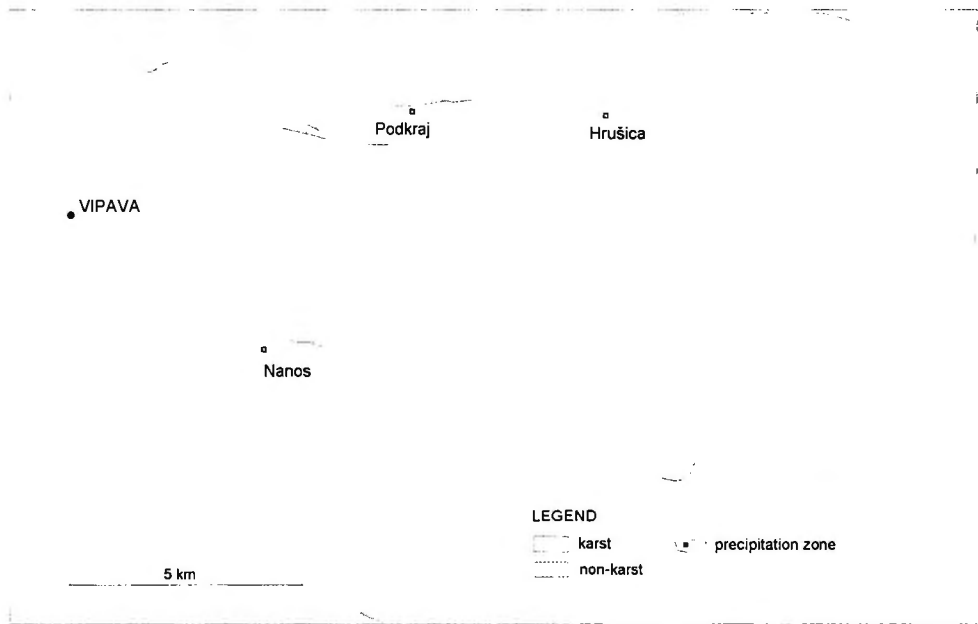 Podkraj
Hrušica
VIPAVA
Nanos
LEGEND
karst
precipitation zone
non-karst
5 km